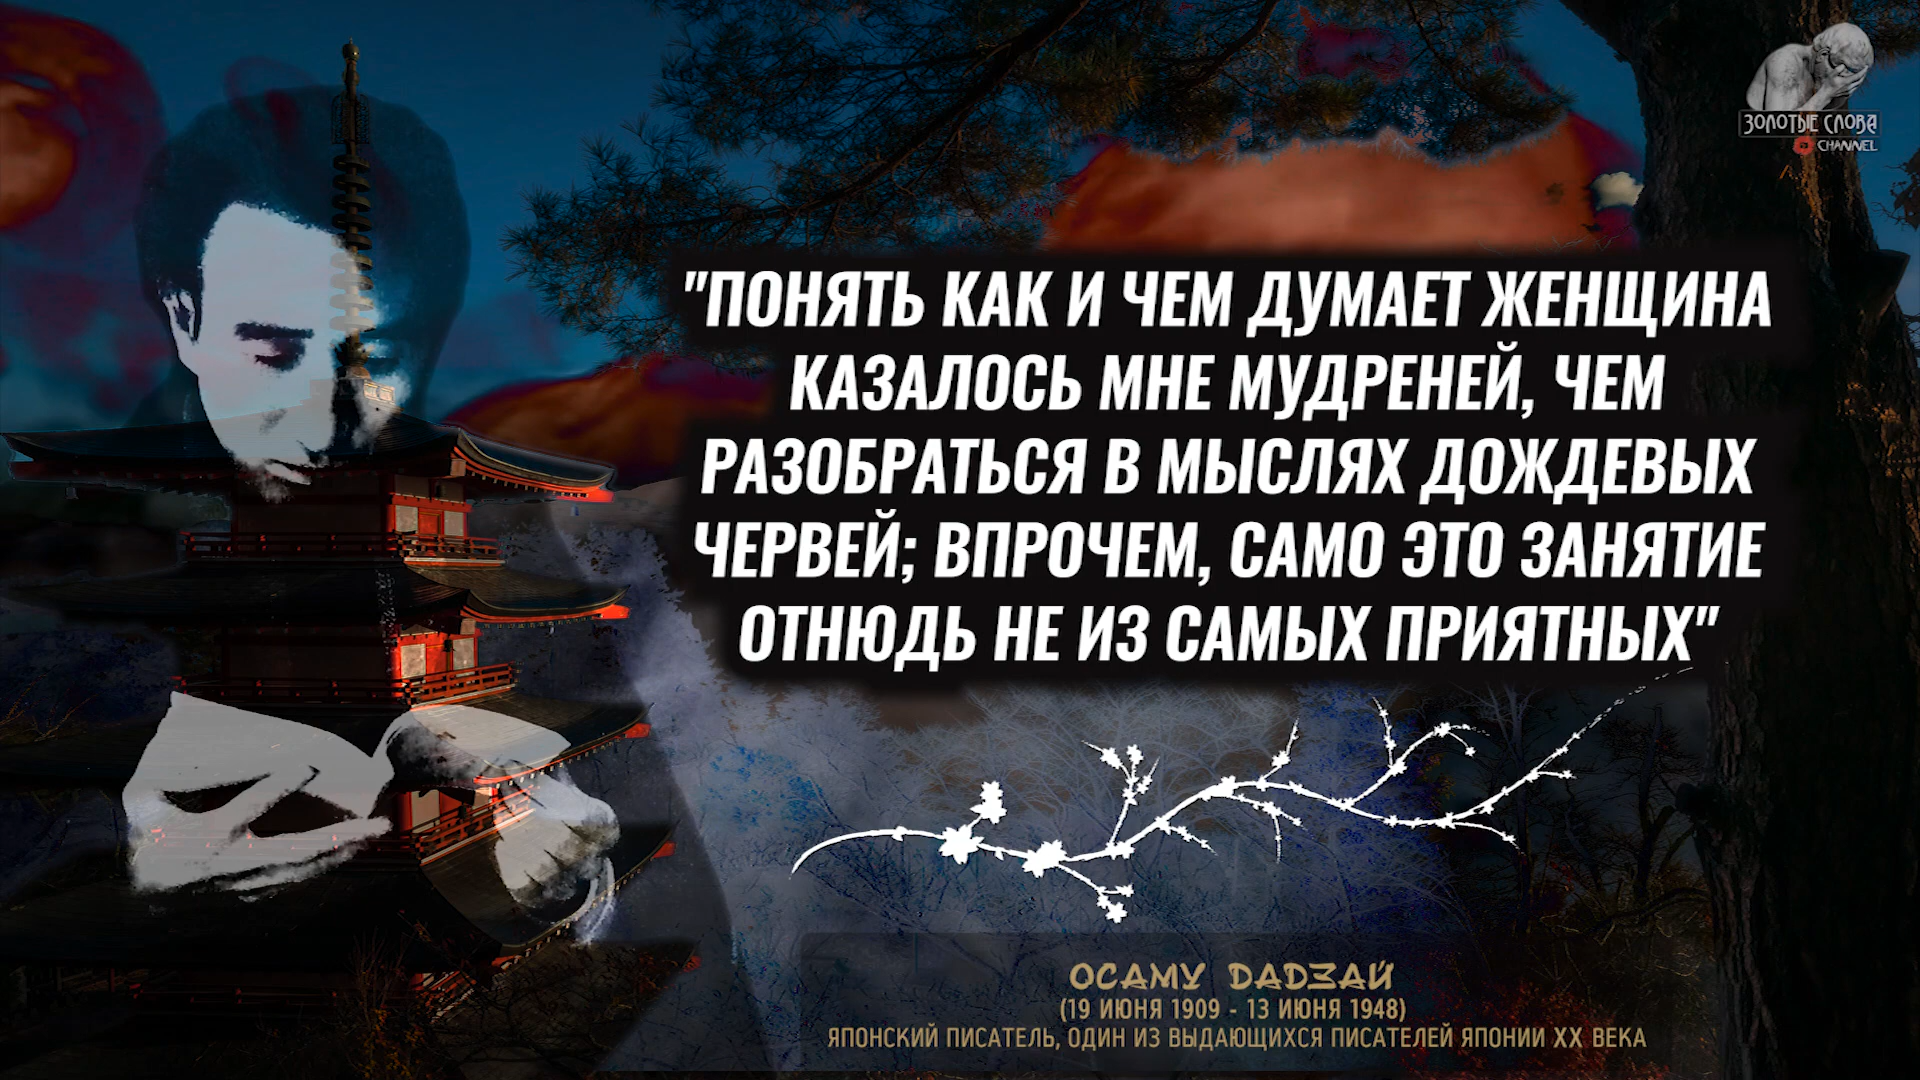 ЗОЛОТЫЕ СЛОВА
CHANNEL
"ПОНЯТЬ КАК И ЧЕМ ДУМАЕТ ЖЕНЩИНА
КАЗАЛОСЬ МНЕ МУДРЕНЕЙ, ЧЕМ
РАЗОБРАТЬСЯ В МЫСЛЯХ ДОЖДЕВЫХ
ЧЕРВЕЙ; ВПРОЧЕМ, САМО ЭТО ЗАНЯТИЕ
ОТНЮДЬ НЕ ИЗ САМЫХ ПРИЯТНЫХ"
ОСАМУ ДАДЗАЙ
(19 ИЮНЯ 1909 - 13 ИЮНЯ 1948)
ЯПОНСКИЙ ПИСАТЕЛЬ, ОДИН ИЗ ВЫДАЮЩИХСЯ ПИСАТЕЛЕЙ ЯПОНИИ XX ВЕКА